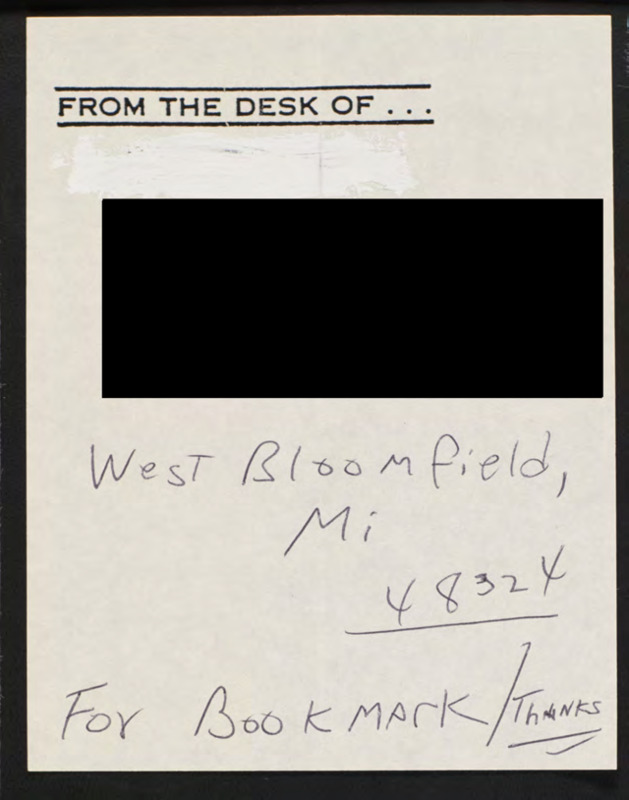 FROM THE DESK OF . . .
West Bloomfield,
Mi
48324
For Bookmark/Thanks